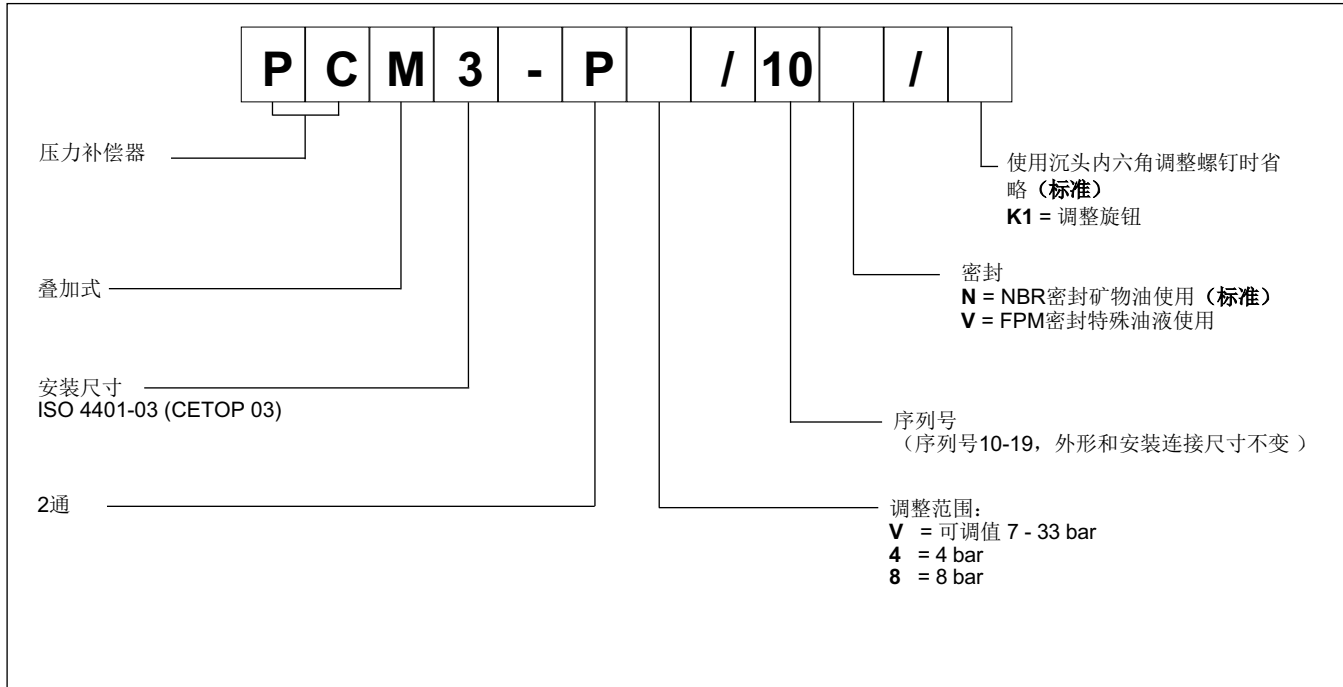 P C M 3 - P / 10 /
压力补偿器
叠加式
安装尺寸
ISO 4401-03 (CETOP 03)
2通
使用沉头内六角调整螺钉时省
略（标准）
K1 = 调整旋钮
密封
N = NBR密封矿物油使用（标准）
V = FPM密封特殊油液使用
序列号
（序列号10-19，外形和安装连接尺寸不变 ）
调整范围：
V = 可调值 7 - 33 bar
4 = 4 bar
8 = 8 bar